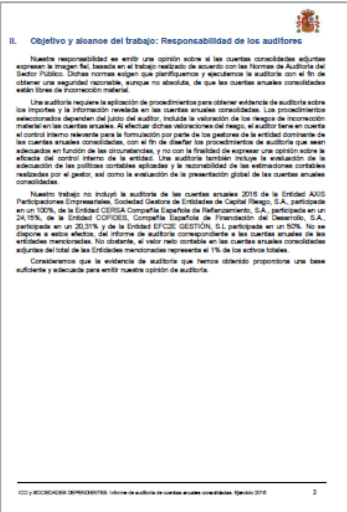 II. Objetivo y alcance del trabajo: Responsabilidad de los auditores
Nuestra responsabilidad es emitir una opinión sobre si las cuentas consolidadas adjuntas
expresan la imagen fiel, basada en el trabajo realizado de acuerdo con las Normas de Auditoría del
Sector Público. Dichas normas exigen que planifiquemos y ejecutemos la auditoría con el fin de
obtener una seguridad razonable, aunque no absoluta, de que las cuentas anuales consolidadas
están libres de incorrección material.
Una auditoría requiere la aplicación de procedimientos para obtener evidencia de auditoría sobre
los importes y la información revelada en las cuentas anuales consolidadas. Los procedimientos
seleccionados dependen del juicio del auditor, incluida la valoración de los riesgos de incorrección
material en las cuentas anuales. Al efectuar dichas valoraciones del riesgo, el auditor tiene en cuenta
el control interno relevante para la formulación por parte de los gestores de la entidad dominante de
las cuentas anuales consolidadas, con el fin de diseñar los procedimientos de auditoría que sean
adecuados en función de las circunstancias, y no con la finalidad de expresar una opinión sobre la
eficacia del control interno de la entidad. Una auditoría también incluye la evaluación de la
adecuación de las políticas contables aplicadas y la razonabilidad de las estimaciones contables
realizadas por el gestor, así como la evaluación de la presentación global de las cuentas anuales
consolidadas.
Nuestro trabajo no incluyó la auditoría de las cuentas anuales 2016 de la Entidad AXIS
Participaciones Empresariales, Sociedad Gestora de Entidades de Capital Riesgo, S.A., participada
en un 100%, de la Entidad CERSA Compañía Española de Refianzamiento, S.A., participada en un
24,15%, de la Entidad COFIDES, Compañía Española de Financiación del Desarrollo, S.A.,
participada en un 20,31% y de la Entidad EFC2E GESTIÓN, S.L participada en un 50%. No se
dispone a estos efectos, del informe de auditoría correspondiente a las cuentas anuales de las
entidades mencionadas. No obstante, el valor neto contable en las cuentas anuales consolidadas
adjuntas del total de las Entidades mencionadas representa el 1% de los activos totales.
Consideramos que la evidencia de auditoría que hemos obtenido proporciona una base
suficiente y adecuada para emitir nuestra opinión de auditoría.
ICO y SOCIEDADES DEPENDIENTES. Informe de auditoría de cuentas anuales consolidadas. Ejercicio 2016 2